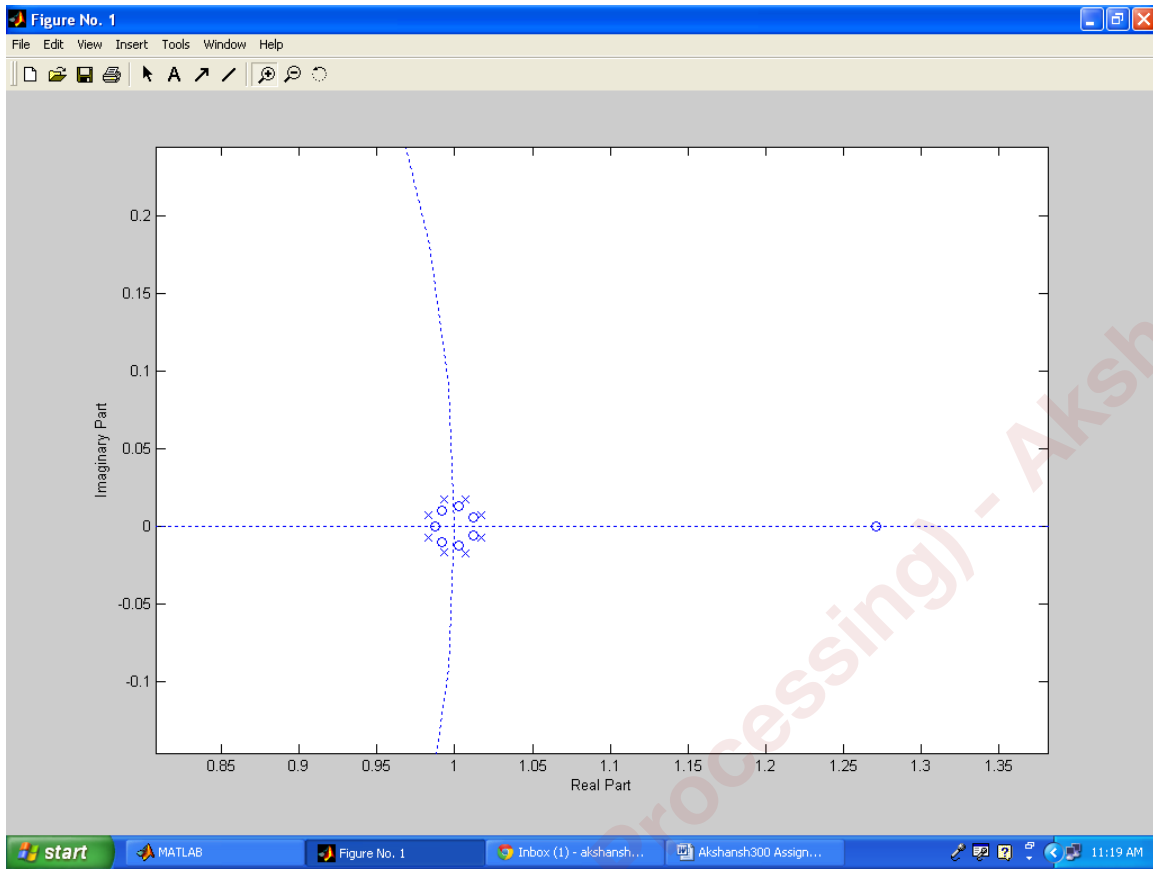 Figure No. 1
File Edit View Insert Tools Window Help
A
0.2
0.15
0.1
0.05
0
-0.05
-0.1
Imaginary Part
0.85 0.9 0.95 1 1.05 1.1 1.15 1.2 1.25 1.3 1.35
Real Part
rocessing) - Aksh
start MATLAB Figure No. 1 Inbox (1) - akshansh... Akshansh300 Assign... 11:19 AM